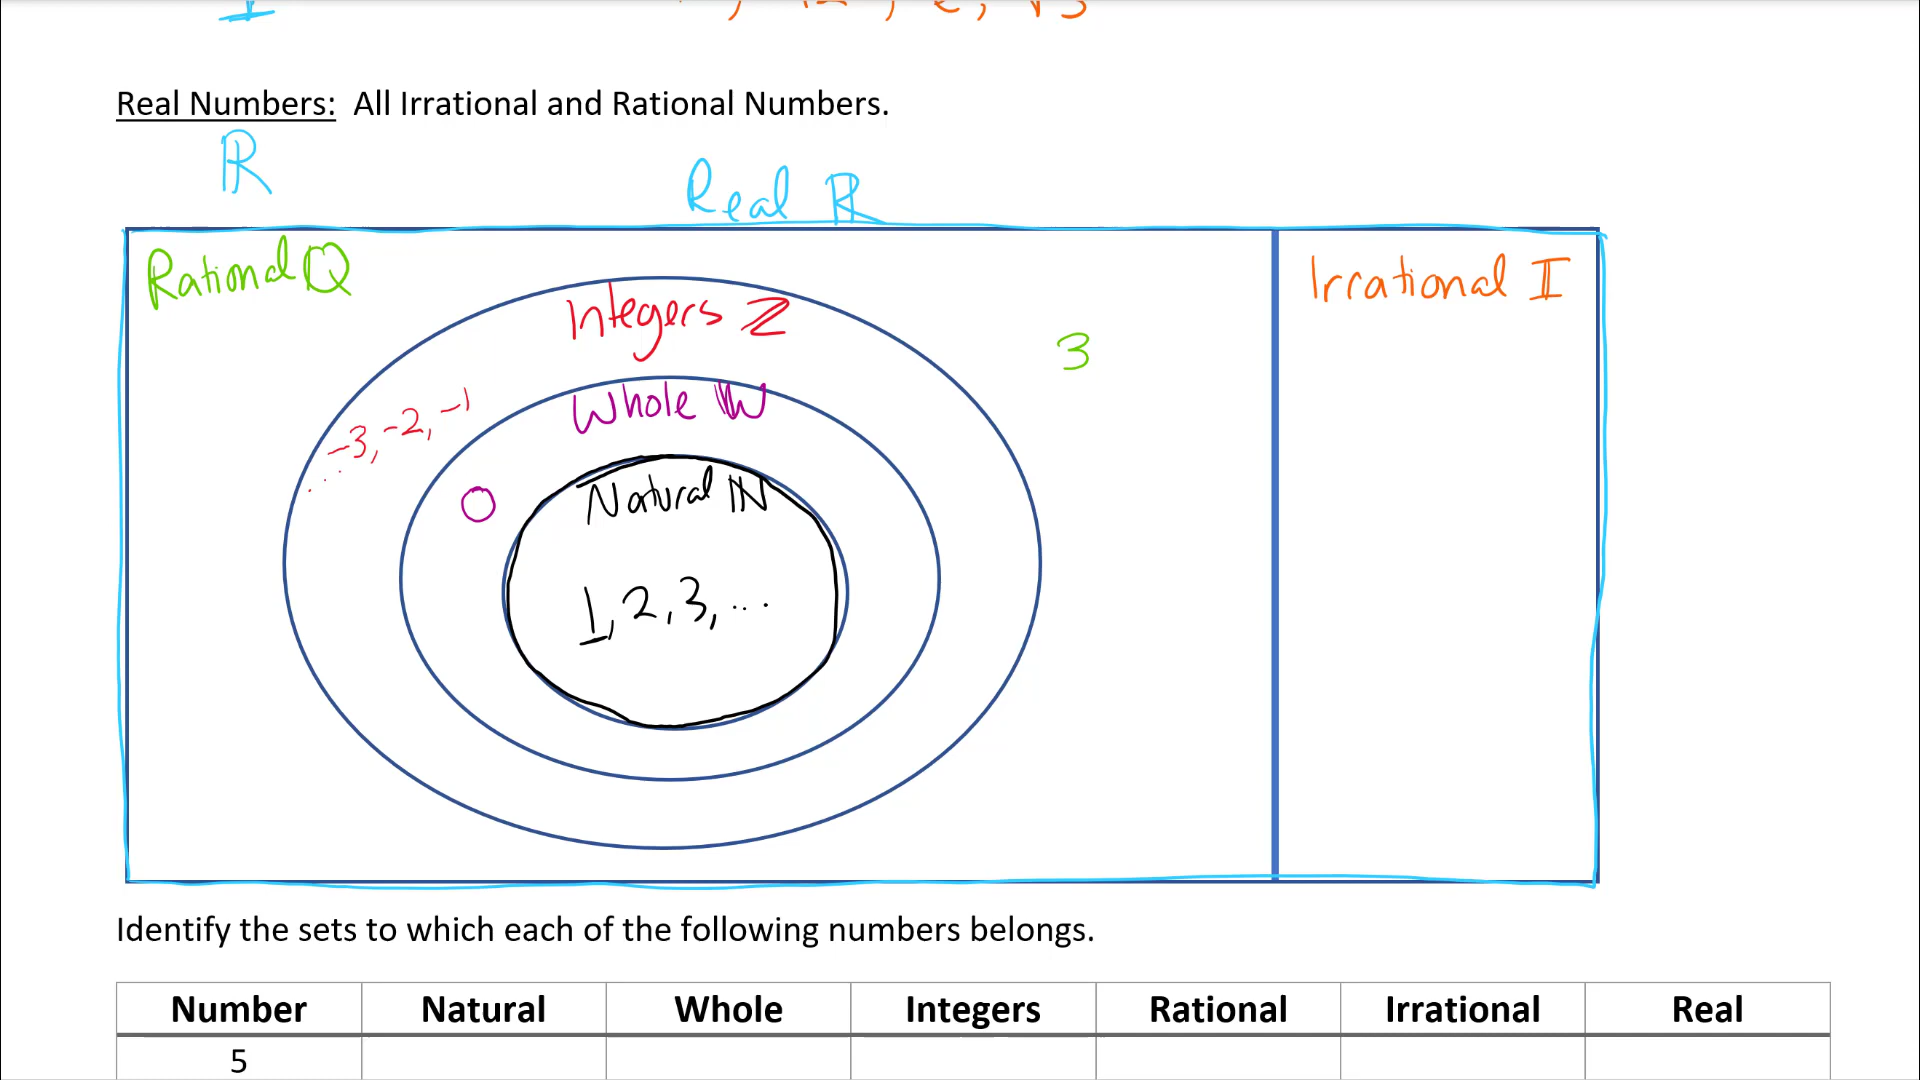 Real Numbers: All Irrational and Rational Numbers.
ℝ
Real ℝ
Rational ℚ
Irrational 𝕀
Integers ℤ
3
Whole 𝕎
-3, -2, -1
...
Natural ℕ
0
1, 2, 3, ...
Identify the sets to which each of the following numbers belongs.
Number Natural Whole Integers Rational Irrational Real
5